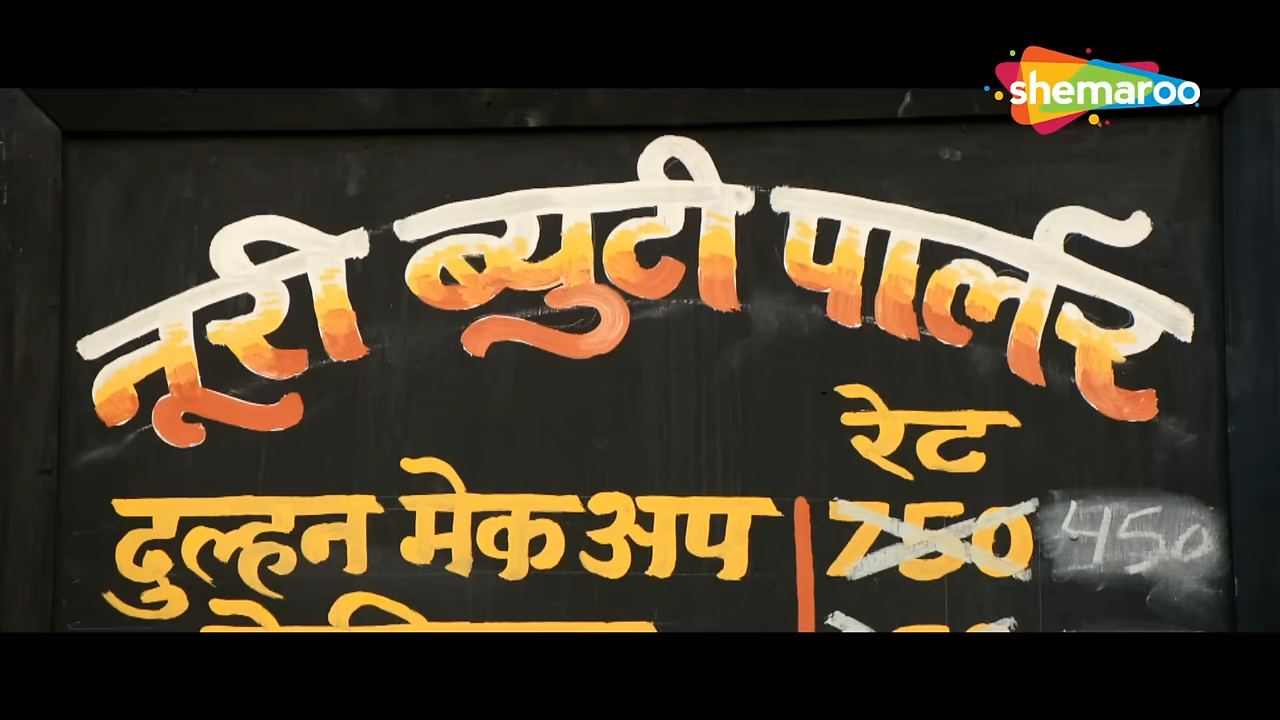 shemaroo
नूरी ब्युटी पार्लर
रेट
दुल्हन मेकअप 750 450